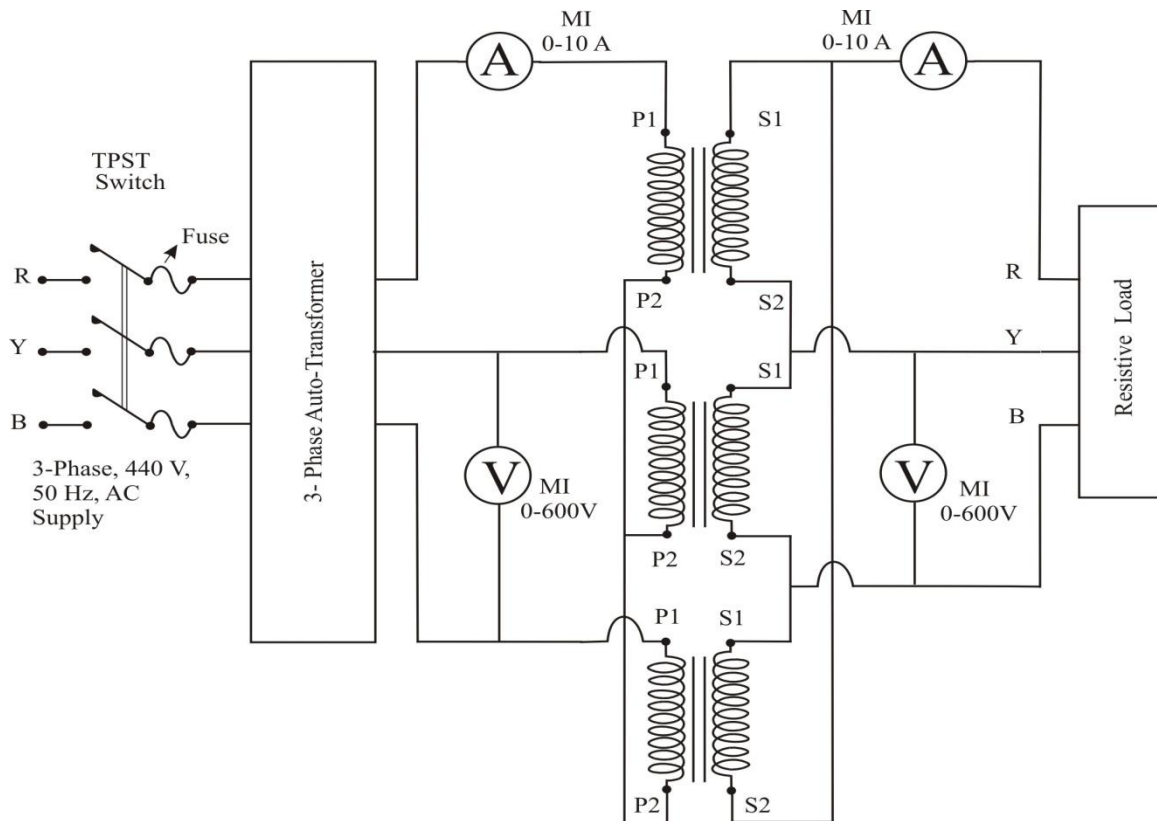 MI
0-10 A
A
MI
0-10 A
A
P1
S1
TPST
Switch
Fuse
R
Y
B
3-Phase, 440 V,
50 Hz, AC
Supply
3- Phase Auto-Transformer
P2
S2
P1
S1
V
MI
0-600V
P2
S2
P1
S1
P2
S2
R
Y
B
V
MI
0-600V
Resistive Load